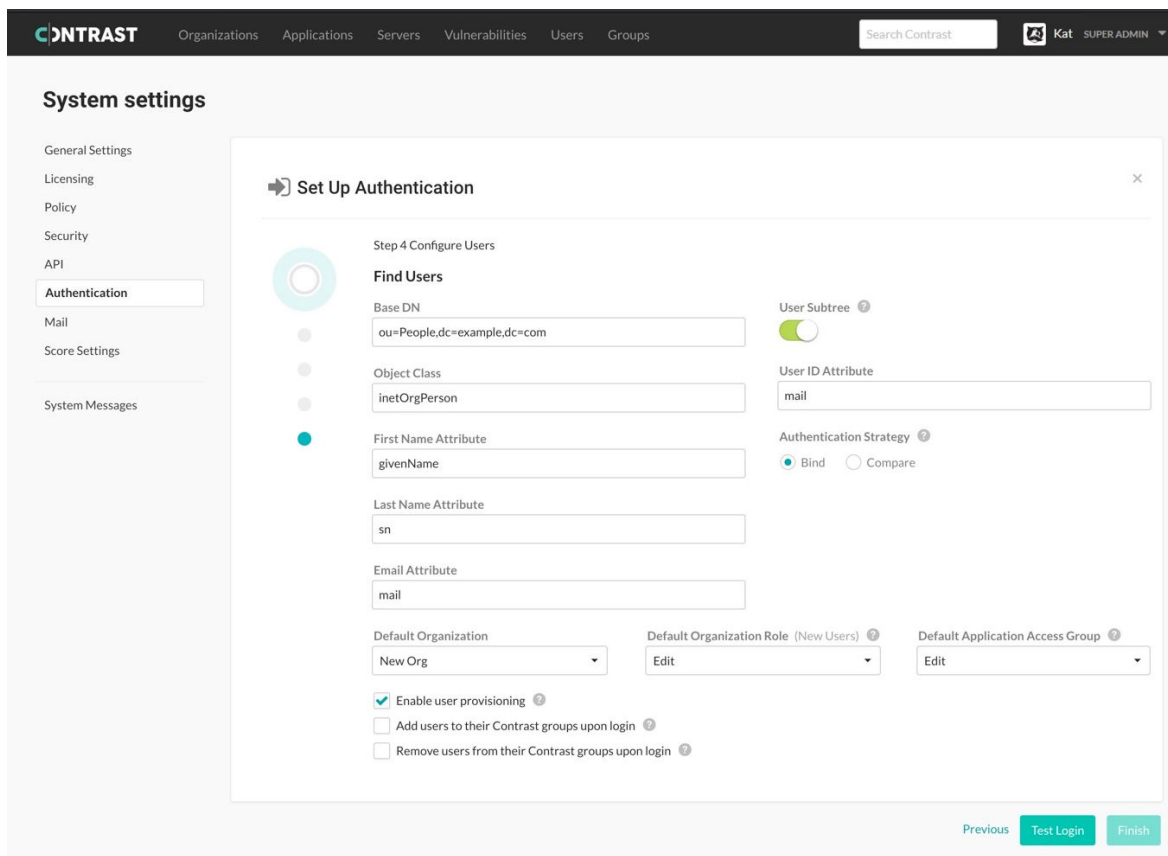 CONTRAST
Organizations Applications Servers Vulnerabilities Users Groups
Search Contrast
Kat SUPER ADMIN
System settings
General Settings
Licensing
Policy
Security
API
Authentication
Mail
Score Settings
System Messages
Set Up Authentication
Step 4 Configure Users
Find Users
Base DN
ou=People,dc=example,dc=com
User Subtree ?
Object Class
inetOrgPerson
User ID Attribute
mail
First Name Attribute
givenName
Authentication Strategy ?
Bind Compare
Last Name Attribute
sn
Email Attribute
mail
Default Organization
New Org
Default Organization Role (New Users) ?
Edit
Default Application Access Group ?
Edit
Enable user provisioning ?
Add users to their Contrast groups upon login ?
Remove users from their Contrast groups upon login ?
Previous Test Login Finish